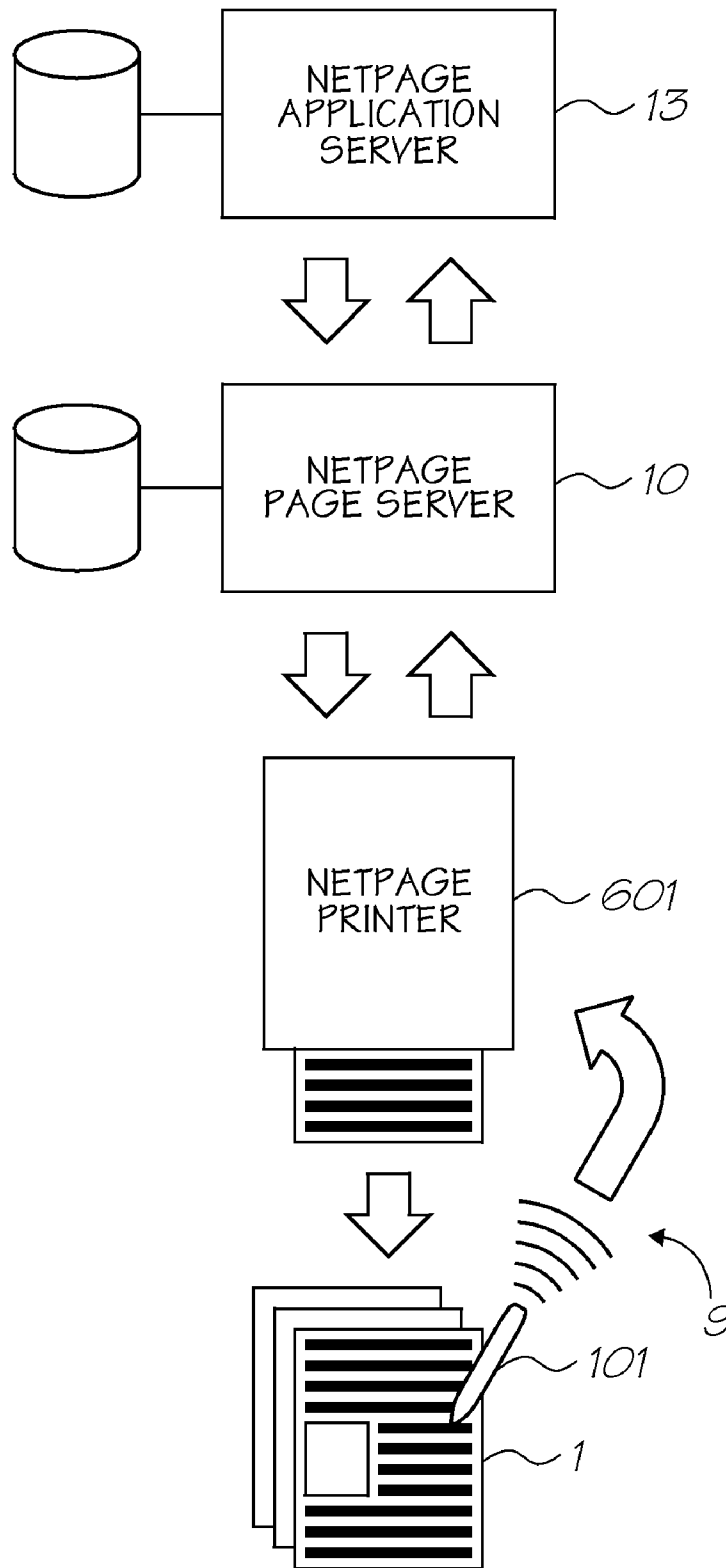 NETPAGE
APPLICATION
SERVER
13
NETPAGE
PAGE SERVER
10
NETPAGE
PRINTER
601
9
101
1